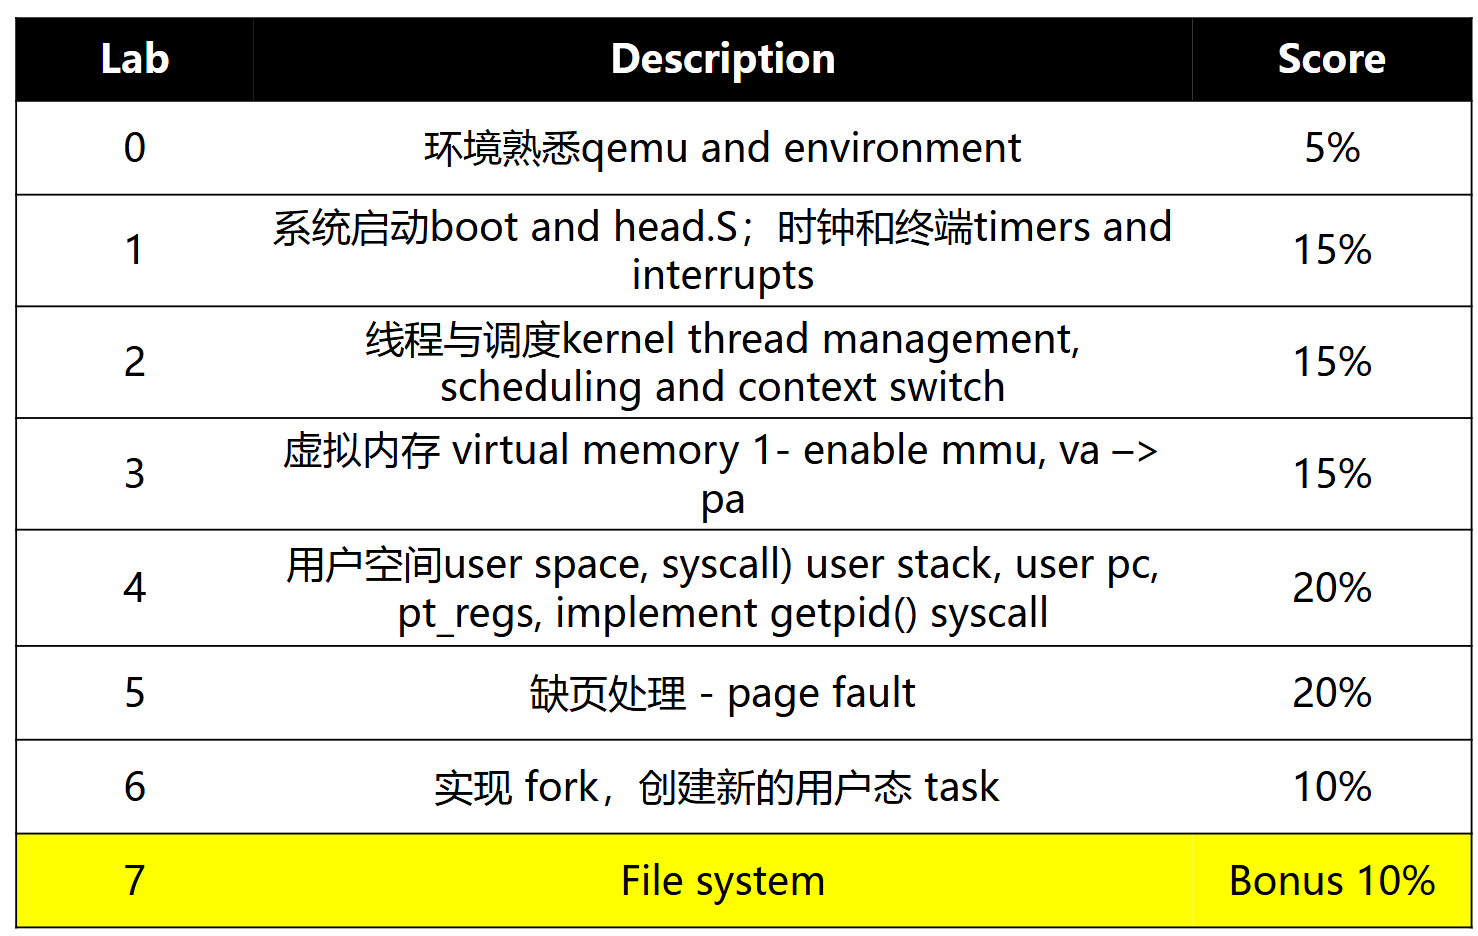 Lab Description Score
0 环境熟悉qemu and environment 5%
1 系统启动boot and head.S；时钟和终端timers and
interrupts 15%
2 线程与调度kernel thread management,
scheduling and context switch 15%
3 虚拟内存 virtual memory 1- enable mmu, va –>
pa 15%
4 用户空间user space, syscall) user stack, user pc,
pt_regs, implement getpid() syscall 20%
5 缺页处理 - page fault 20%
6 实现 fork，创建新的用户态 task 10%
7 File system Bonus 10%